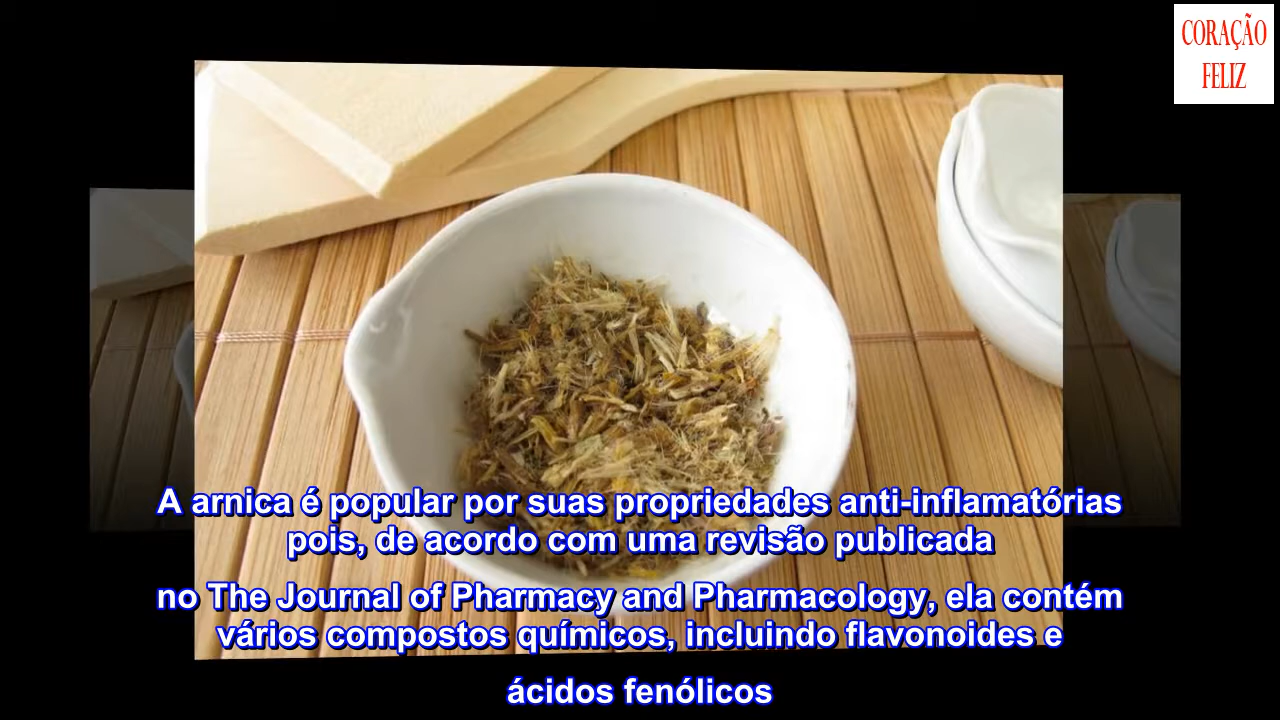 CORAÇÃO
FELIZ
A arnica é popular por suas propriedades anti-inflamatórias
pois, de acordo com uma revisão publicada
no The Journal of Pharmacy and Pharmacology, ela contém
vários compostos químicos, incluindo flavonoides e
ácidos fenólicos